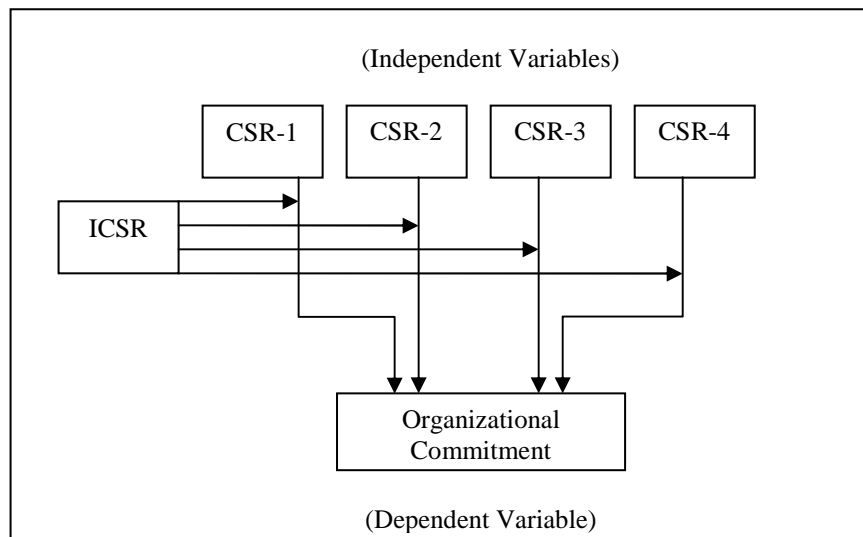 (Independent Variables)
CSR-1 CSR-2 CSR-3 CSR-4
ICSR
Organizational
Commitment
(Dependent Variable)